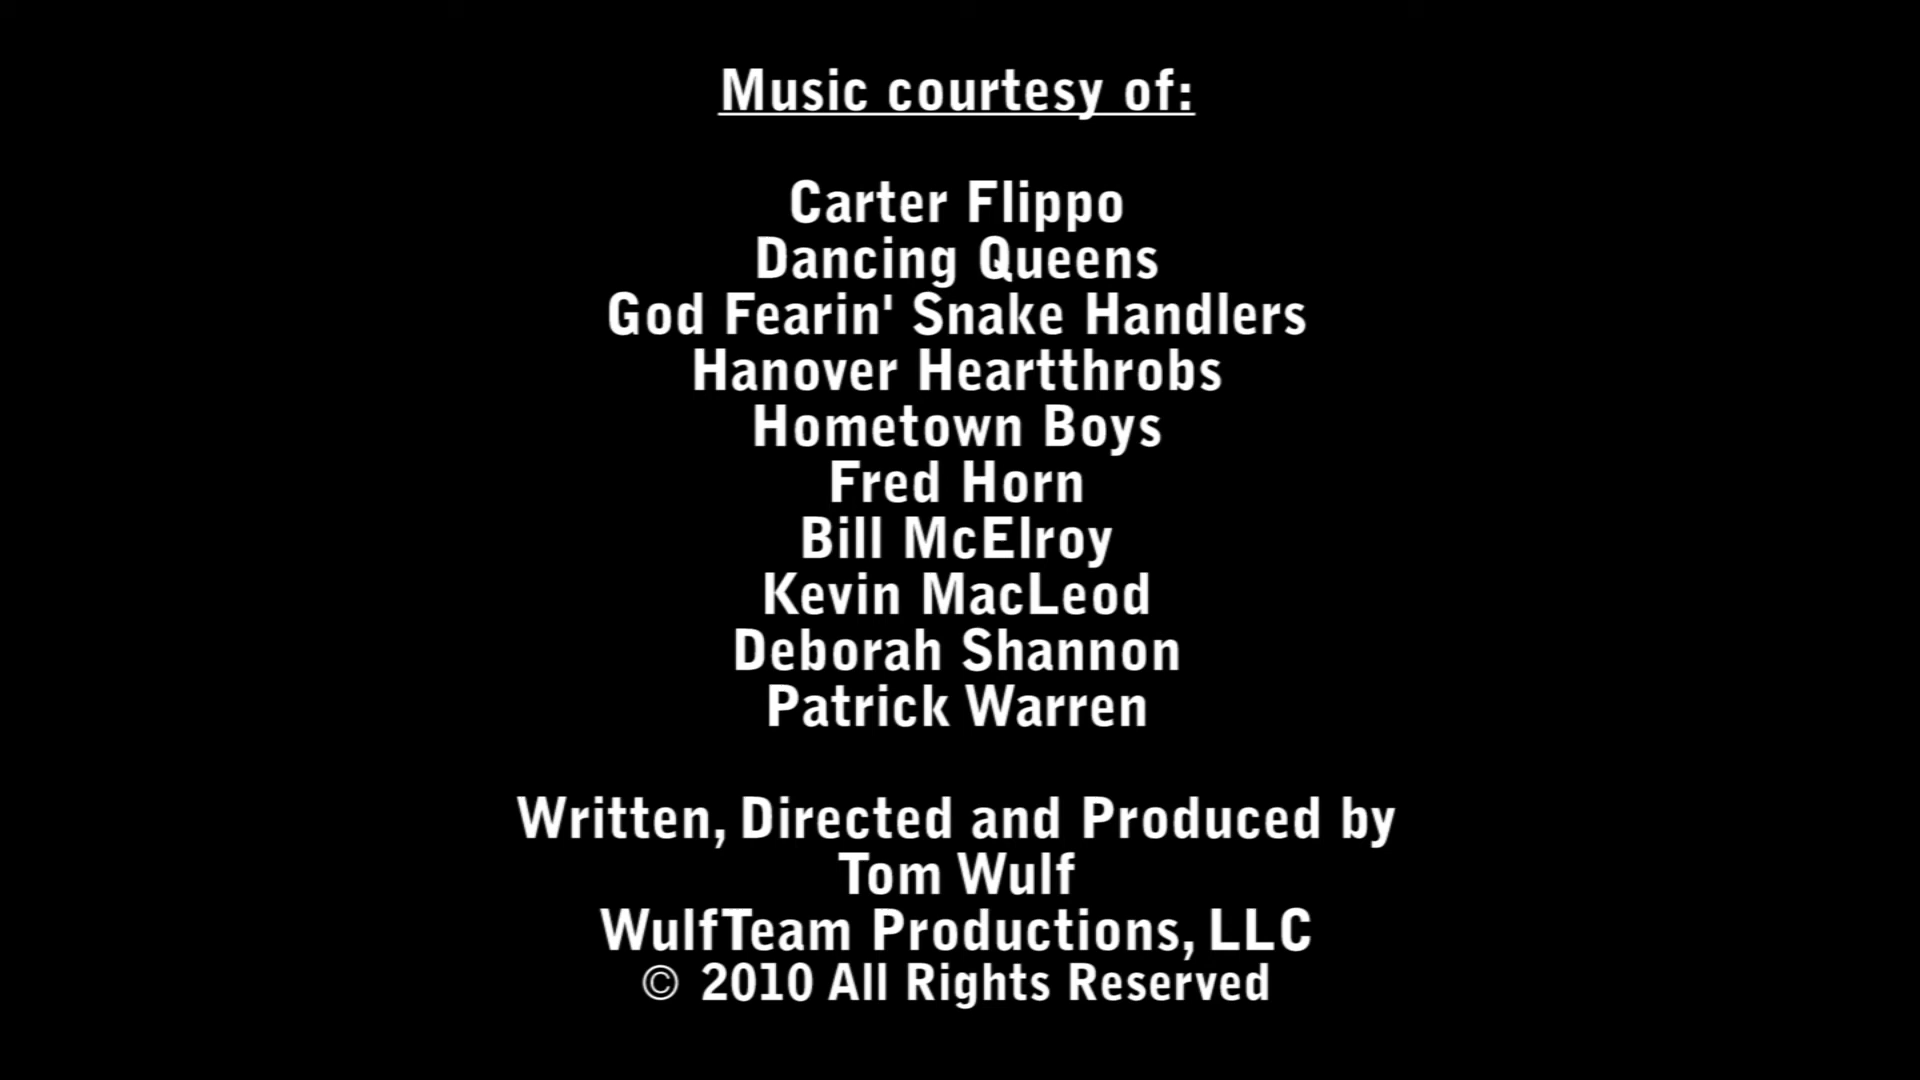 Music courtesy of:
Carter Flippo
Dancing Queens
God Fearin' Snake Handlers
Hanover Heartthrobs
Hometown Boys
Fred Horn
Bill McElroy
Kevin MacLeod
Deborah Shannon
Patrick Warren
Written, Directed and Produced by
Tom Wulf
WulfTeam Productions, LLC
© 2010 All Rights Reserved